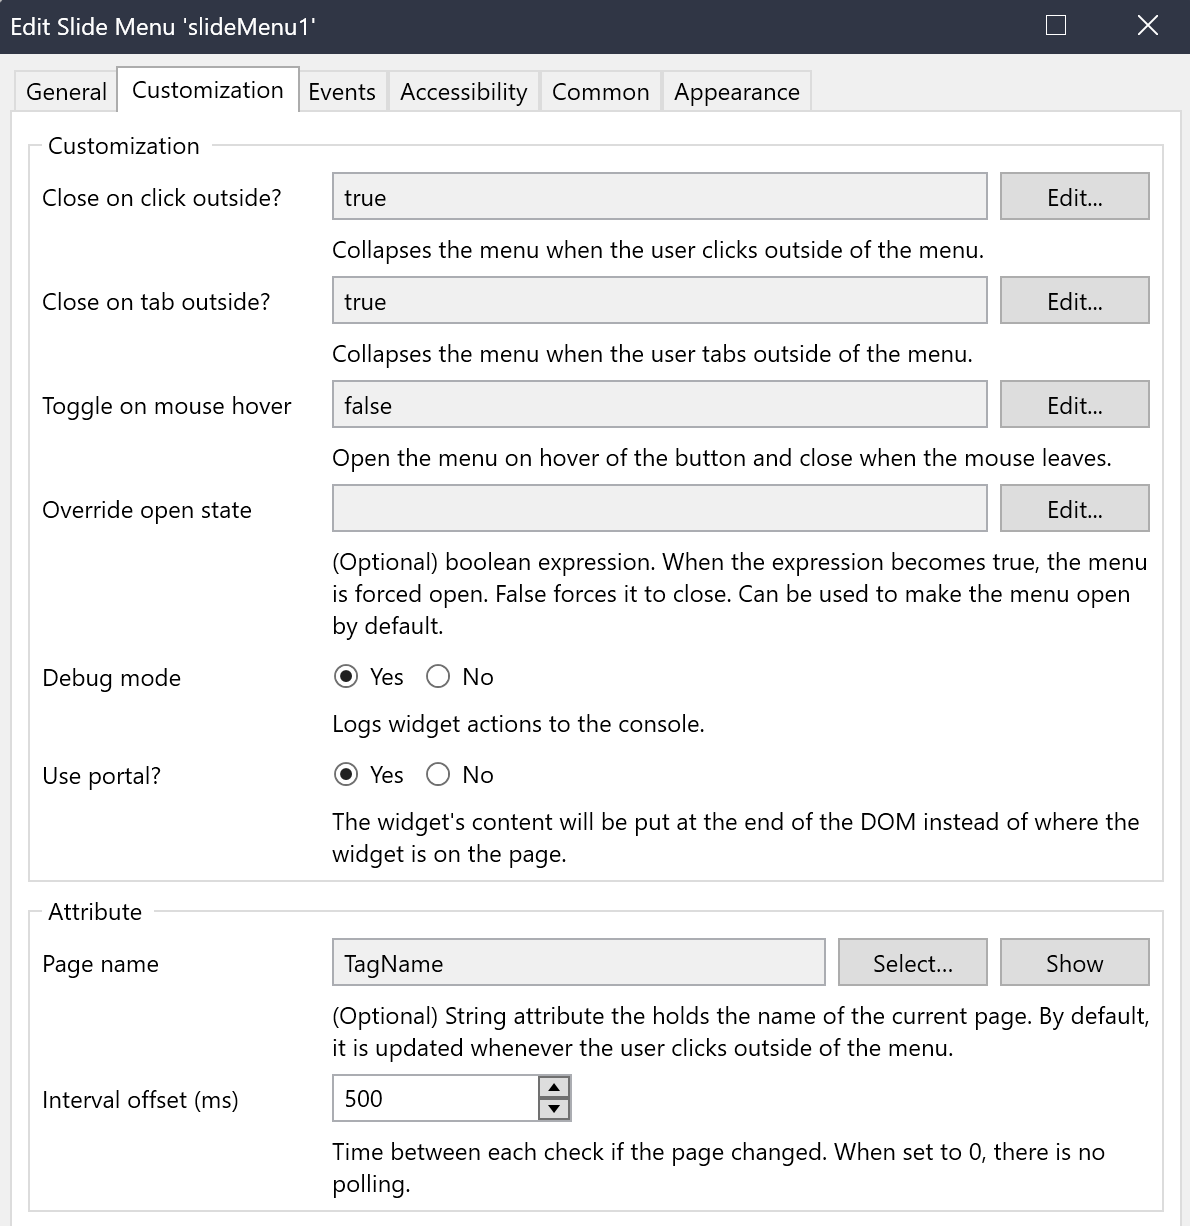 Edit Slide Menu 'slideMenu1'
General Customization Events Accessibility Common Appearance
Customization
Close on click outside? true Edit...
Collapses the menu when the user clicks outside of the menu.
Close on tab outside? true Edit...
Collapses the menu when the user tabs outside of the menu.
Toggle on mouse hover false Edit...
Open the menu on hover of the button and close when the mouse leaves.
Override open state Edit...
(Optional) boolean expression. When the expression becomes true, the menu
is forced open. False forces it to close. Can be used to make the menu open
by default.
Debug mode Yes No
Logs widget actions to the console.
Use portal? Yes No
The widget's content will be put at the end of the DOM instead of where the
widget is on the page.
Attribute
Page name TagName Select... Show
(Optional) String attribute the holds the name of the current page. By default,
it is updated whenever the user clicks outside of the menu.
Interval offset (ms) 500
Time between each check if the page changed. When set to 0, there is no
polling.